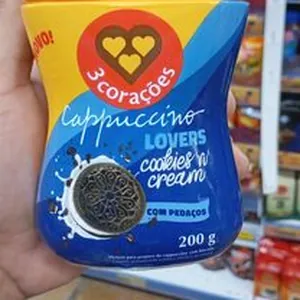 NOVO!
3 corações
Cappuccino
LOVERS
cookies 'n'
cream
COM PEDAÇOS
200 g